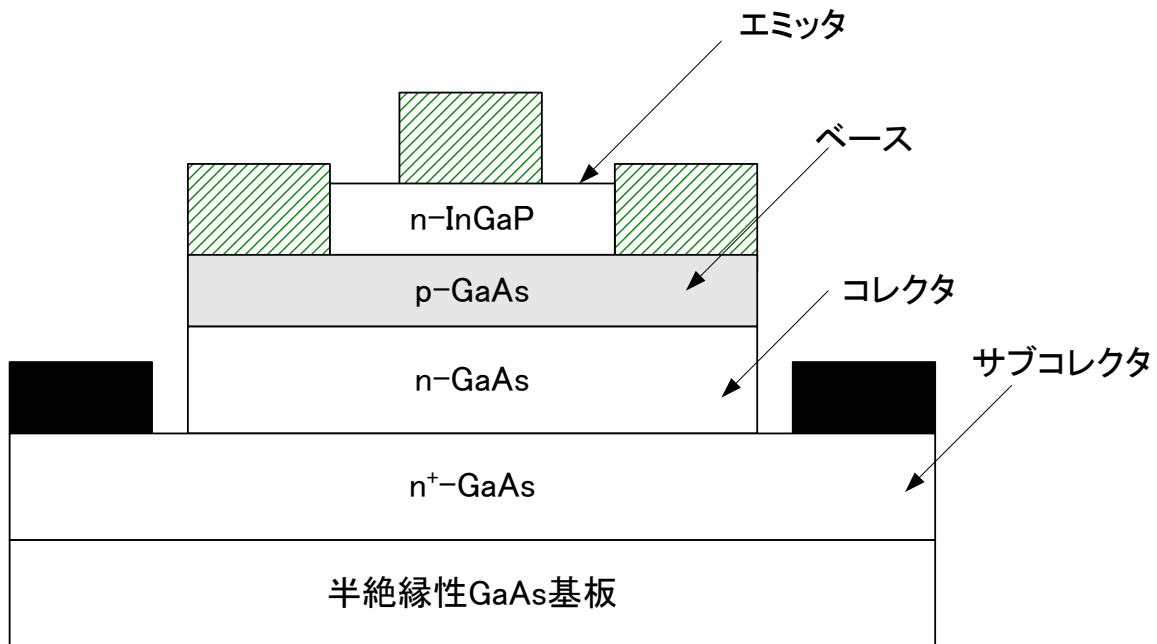 エミッタ
ベース
n-InGaP
p-GaAs
コレクタ
n-GaAs
サブコレクタ
n⁺-GaAs
半絶縁性GaAs基板